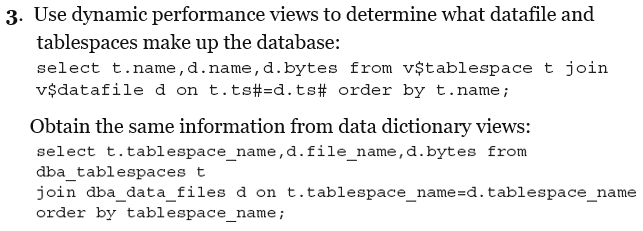 3. Use dynamic performance views to determine what datafile and
tablespaces make up the database:
select t.name,d.name,d.bytes from v$tablespace t join
v$datafile d on t.ts#=d.ts# order by t.name;
Obtain the same information from data dictionary views:
select t.tablespace_name,d.file_name,d.bytes from
dba_tablespaces t
join dba_data_files d on t.tablespace_name=d.tablespace_name
order by tablespace_name;